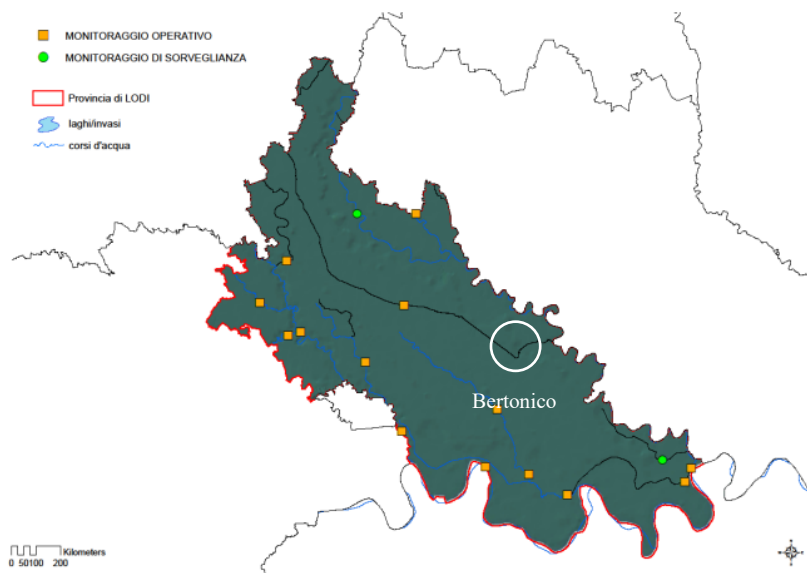 MONITORAGGIO OPERATIVO
MONITORAGGIO DI SORVEGLIANZA
Provincia di LODI
laghi/invasi
corsi d'acqua
Bertonico
Kilometers
0 50100 200